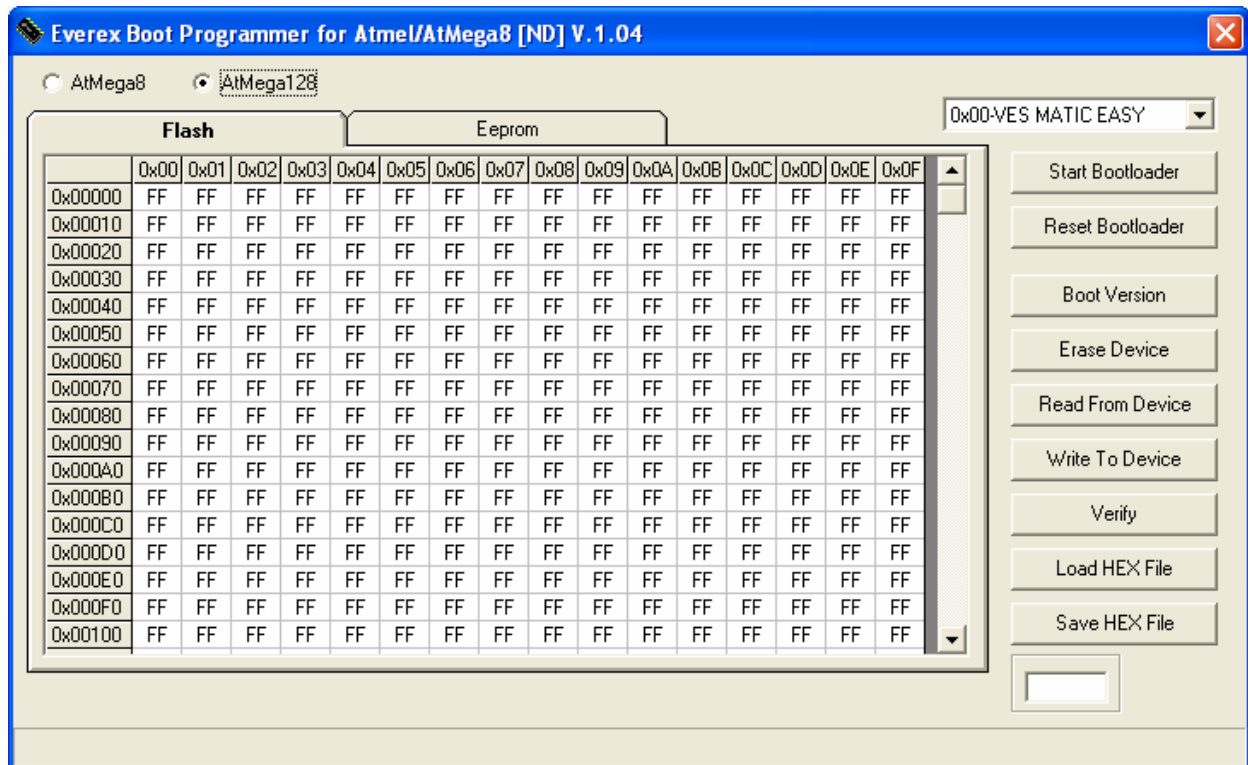 Everex Boot Programmer for Atmel/AtMega8 [ND] V.1.04
AtMega8 AtMega128
0x00-VES MATIC EASY
Flash Eeprom
0x00 0x01 0x02 0x03 0x04 0x05 0x06 0x07 0x08 0x09 0x0A 0x0B 0x0C 0x0D 0x0E 0x0F
0x00000 FF FF FF FF FF FF FF FF FF FF FF FF FF FF FF FF
0x00010 FF FF FF FF FF FF FF FF FF FF FF FF FF FF FF FF
0x00020 FF FF FF FF FF FF FF FF FF FF FF FF FF FF FF FF
0x00030 FF FF FF FF FF FF FF FF FF FF FF FF FF FF FF FF
0x00040 FF FF FF FF FF FF FF FF FF FF FF FF FF FF FF FF
0x00050 FF FF FF FF FF FF FF FF FF FF FF FF FF FF FF FF
0x00060 FF FF FF FF FF FF FF FF FF FF FF FF FF FF FF FF
0x00070 FF FF FF FF FF FF FF FF FF FF FF FF FF FF FF FF
0x00080 FF FF FF FF FF FF FF FF FF FF FF FF FF FF FF FF
0x00090 FF FF FF FF FF FF FF FF FF FF FF FF FF FF FF FF
0x000A0 FF FF FF FF FF FF FF FF FF FF FF FF FF FF FF FF
0x000B0 FF FF FF FF FF FF FF FF FF FF FF FF FF FF FF FF
0x000C0 FF FF FF FF FF FF FF FF FF FF FF FF FF FF FF FF
0x000D0 FF FF FF FF FF FF FF FF FF FF FF FF FF FF FF FF
0x000E0 FF FF FF FF FF FF FF FF FF FF FF FF FF FF FF FF
0x000F0 FF FF FF FF FF FF FF FF FF FF FF FF FF FF FF FF
0x00100 FF FF FF FF FF FF FF FF FF FF FF FF FF FF FF FF
Start Bootloader
Reset Bootloader
Boot Version
Erase Device
Read From Device
Write To Device
Verify
Load HEX File
Save HEX File